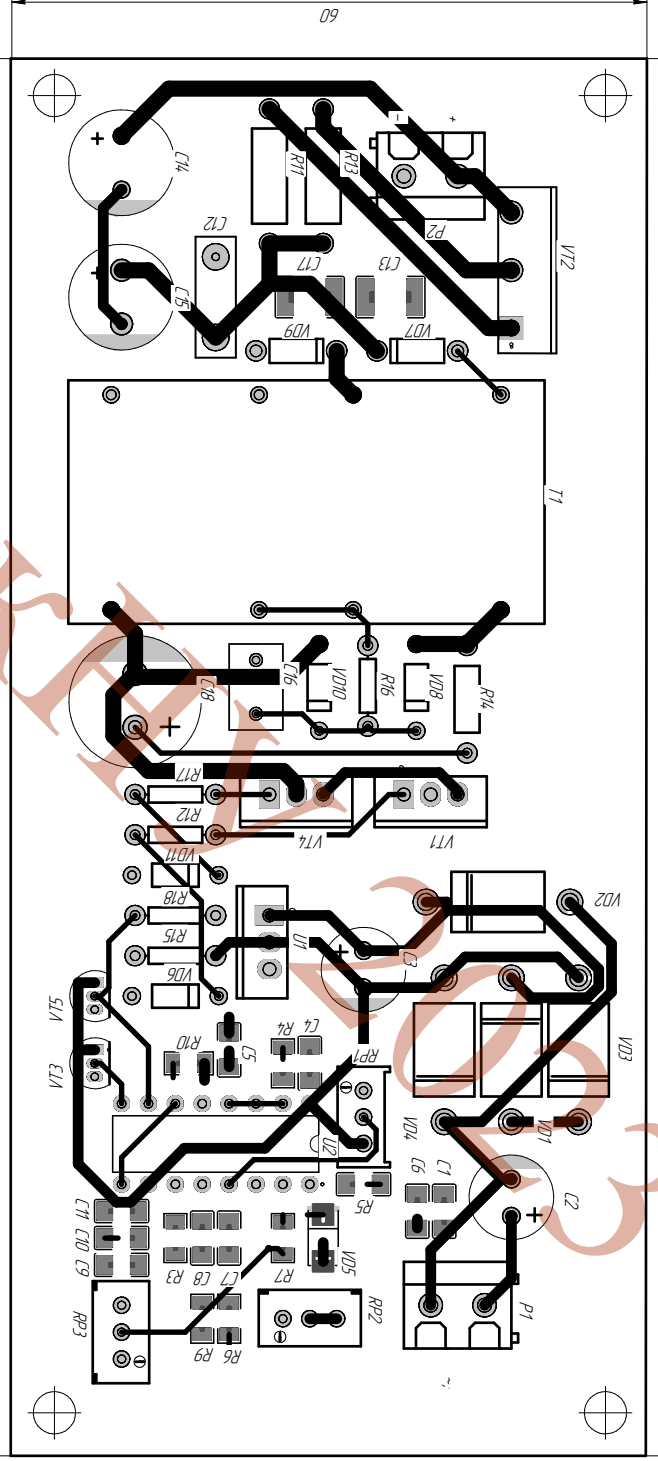 60
+
-
+
C14
R11
R13
P2
C12
C17
C13
VT2
+
C15
8
VD9
VD7
T1
C18
C16
VD10
R16
VD8
R14
+
R17
R12
VT4
VT1
VD11
R18
VD2
R15
U1
+
C3
VD6
VT5
R10
C5
R4
C4
RP1
VD3
VT3
VD4
VD1
U2
C11
R5
C6
C1
C2
+
C10
C9
R3
C8
C7
R7
VD5
RP3
R9
R6
RP2
P1
КНУ 2023